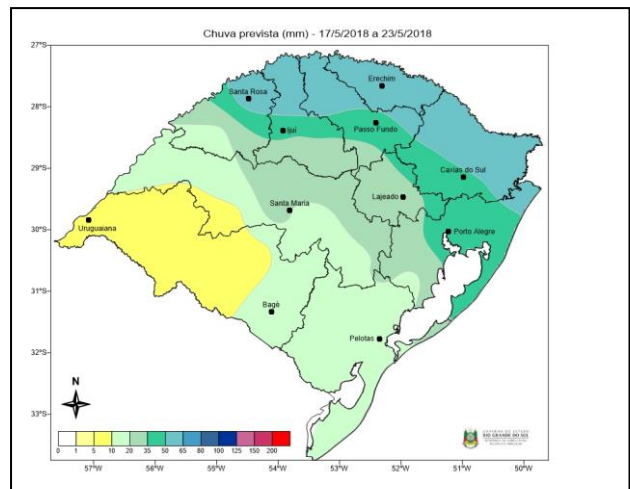 Chuva prevista (mm) - 17/5/2018 a 23/5/2018
27°S
28°S
29°S
30°S
31°S
32°S
33°S
Erechim
Santa Rosa
Ijuí
Passo Fundo
Caxias do Sul
Lajeado
Santa Maria
Porto Alegre
Uruguaiana
Bagé
Pelotas
N
0 1 5 10 20 35 50 65 80 100 125 150 200
RIO GRANDE DO SUL
57°W 56°W 55°W 54°W 53°W 52°W 51°W 50°W